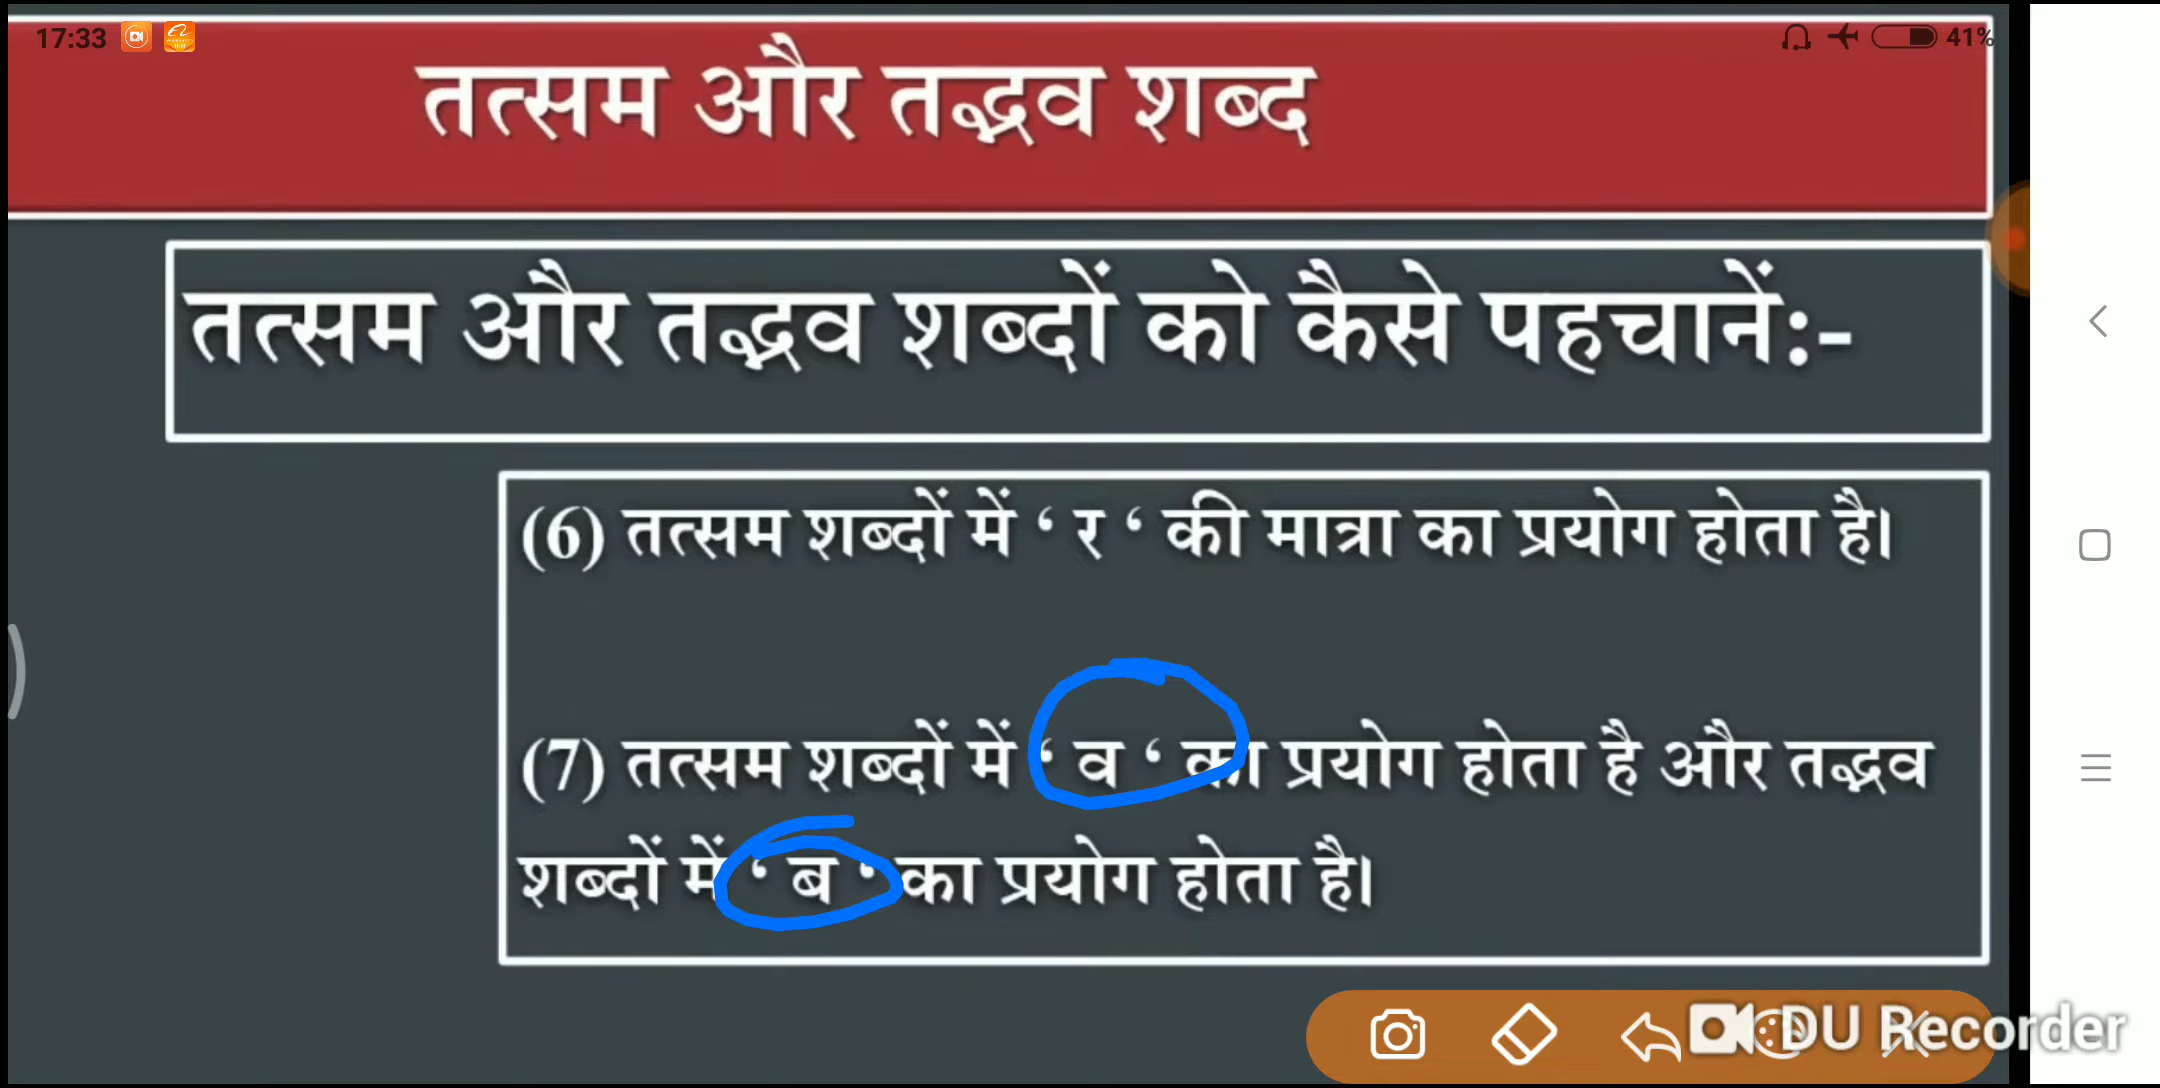 17:33
41%
तत्सम और तद्भव शब्द
तत्सम और तद्भव शब्दों को कैसे पहचानें:-
(6) तत्सम शब्दों में ‘ र ‘ की मात्रा का प्रयोग होता है।
(7) तत्सम शब्दों में ‘ व ‘ का प्रयोग होता है और तद्भव
शब्दों में ‘ ब ‘ का प्रयोग होता है।
DU Recorder